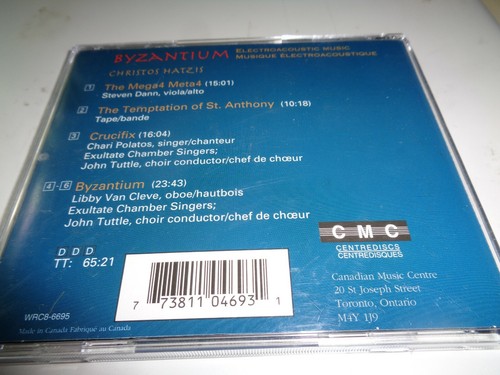 BYZANTIUM ELECTROACOUSTIC MUSIC
MUSIQUE ÉLECTROACOUSTIQUE
CHRISTOS HATZIS
1 The Mega4 Meta4 (15:01)
Steven Dann, viola/alto
2 The Temptation of St. Anthony (10:18)
Tape/bande
3 Crucifix (16:04)
Chari Polatos, singer/chanteur
Exultate Chamber Singers;
John Tuttle, choir conductor/chef de chœur
4-6 Byzantium (23:43)
Libby Van Cleve, oboe/hautbois
Exultate Chamber Singers;
John Tuttle, choir conductor/chef de chœur
D D D
TT: 65:21
CMC
CENTREDISCS
CENTREDISQUES
Canadian Music Centre
20 St Joseph Street
Toronto, Ontario
M4Y 1J9
7 73811 04693 1
WRC8-6695
Made in Canada Fabriqué au Canada